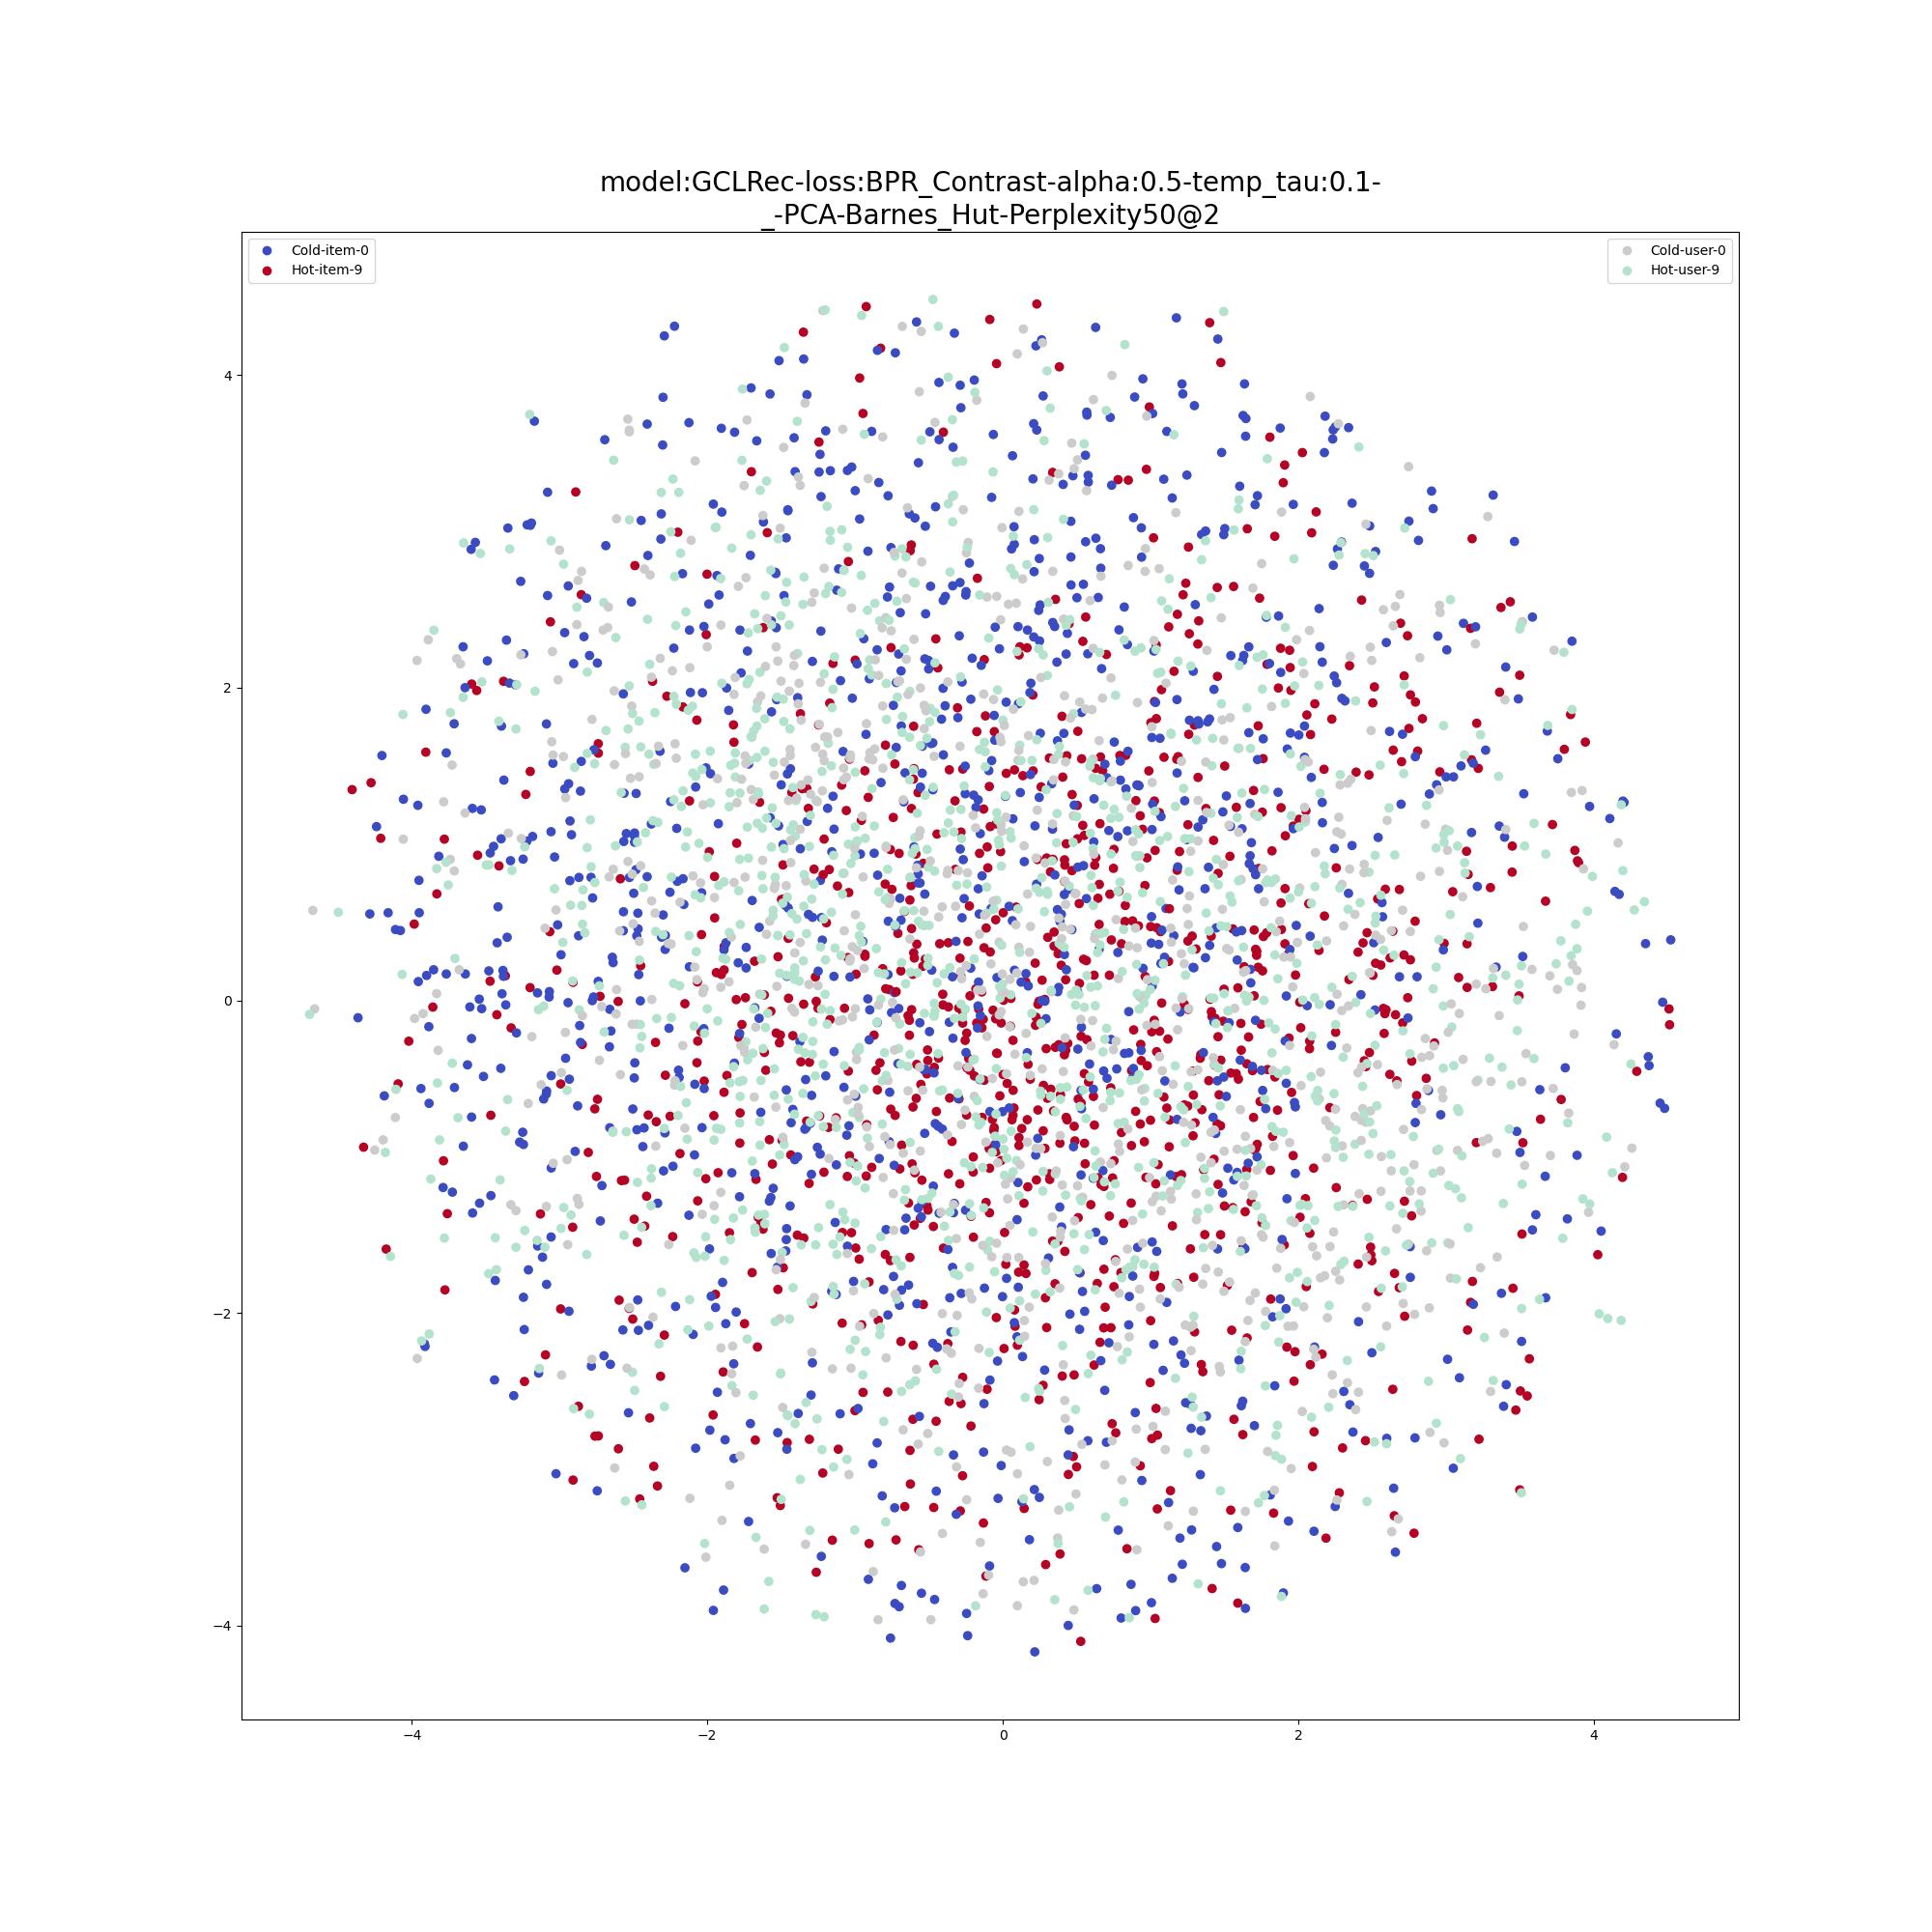 model:GCLRec-loss:BPR_Contrast-alpha:0.5-temp_tau:0.1-
_-PCA-Barnes_Hut-Perplexity50@2
Cold-item-0
Hot-item-9
Cold-user-0
Hot-user-9
4
2
0
−2
−4
−4
−2
0
2
4